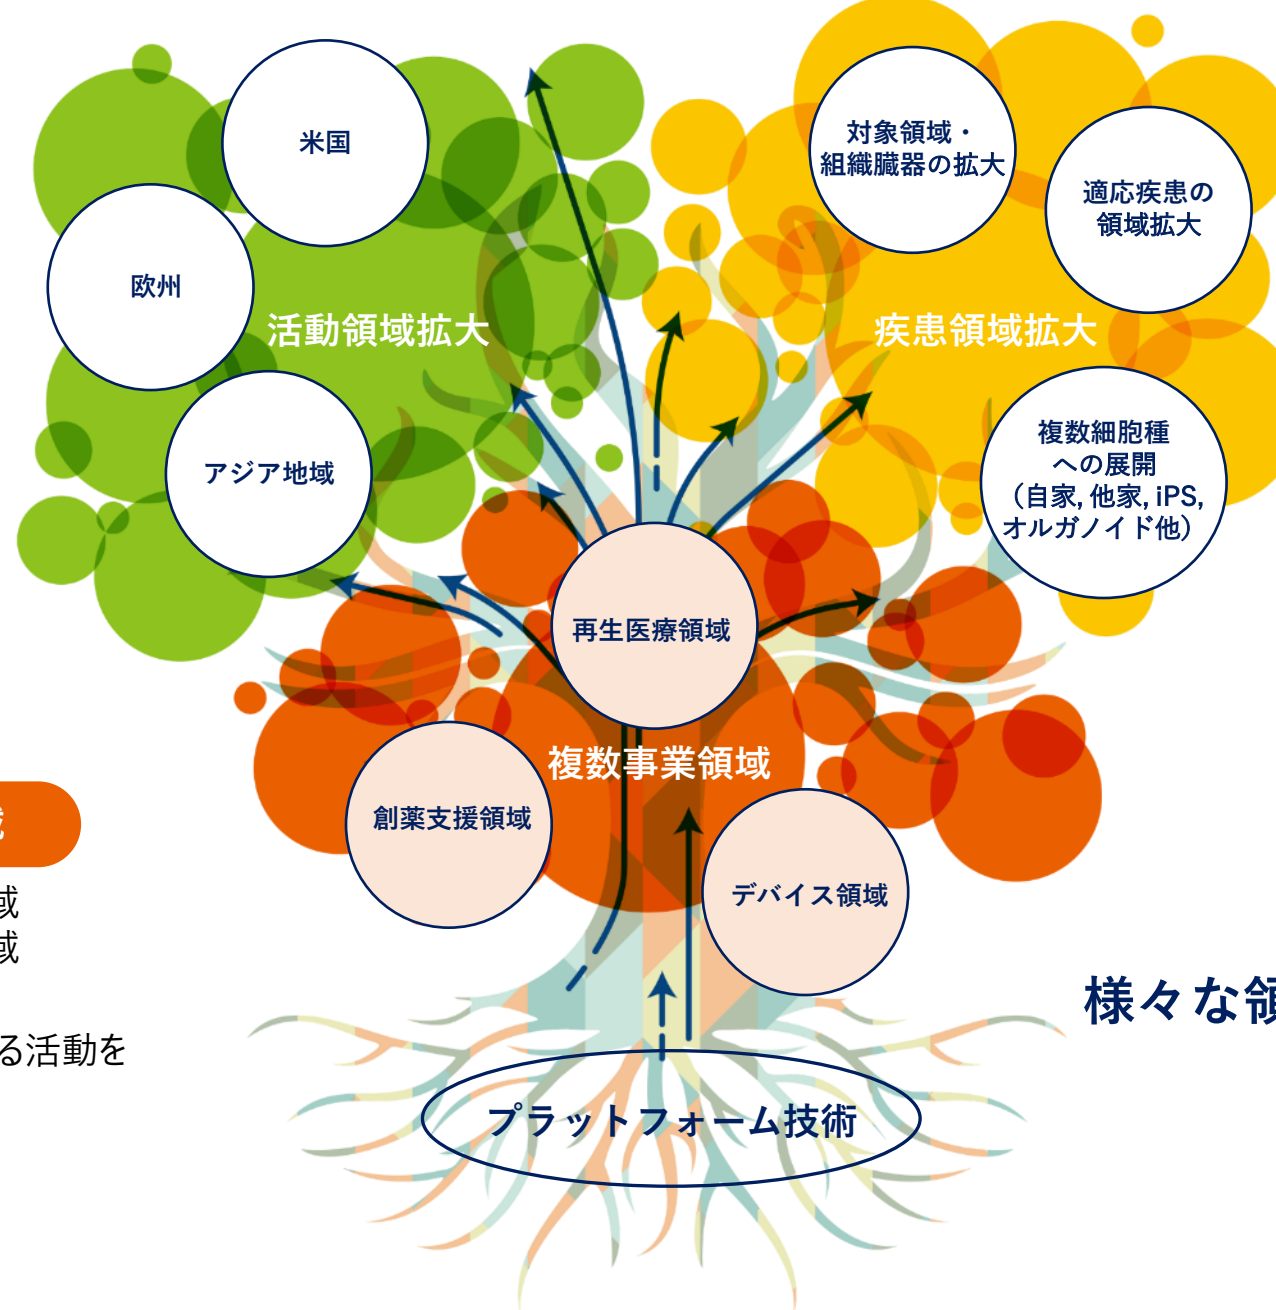 米国
対象領域・
組織臓器の拡大
適応疾患の
領域拡大
欧州
活動領域拡大
疾患領域拡大
アジア地域
複数細胞種
への展開
（自家, 他家, iPS,
オルガノイド他）
再生医療領域
複数事業領域
創薬支援領域
デバイス領域
域
域
る活動を
様々な領
プラットフォーム技術